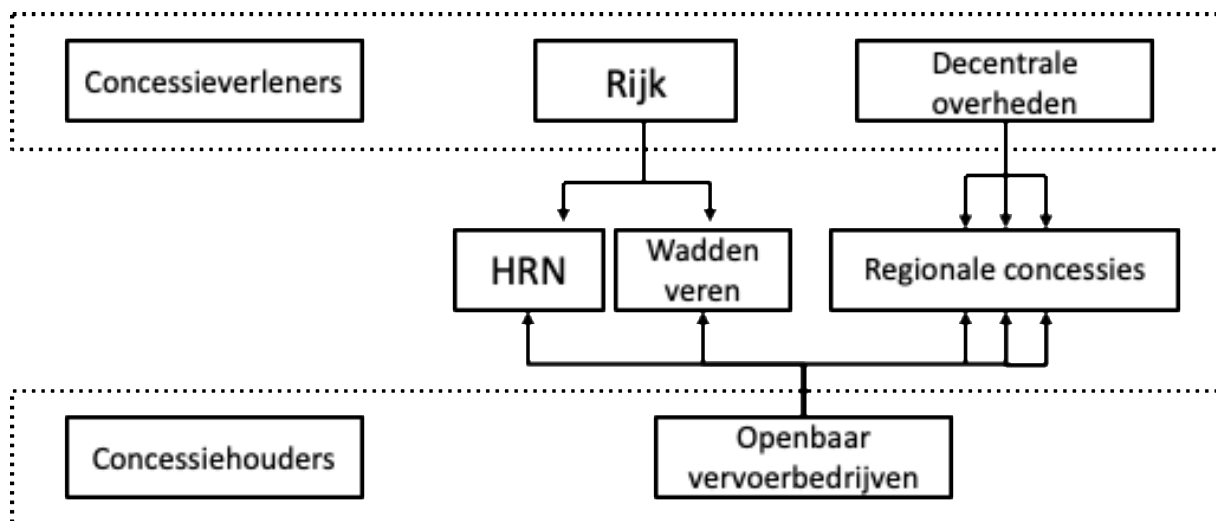 Concessieverleners
Rijk
Decentrale
overheden
HRN
Wadden
veren
Regionale concessies
Concessiehouders
Openbaar
vervoerbedrijven